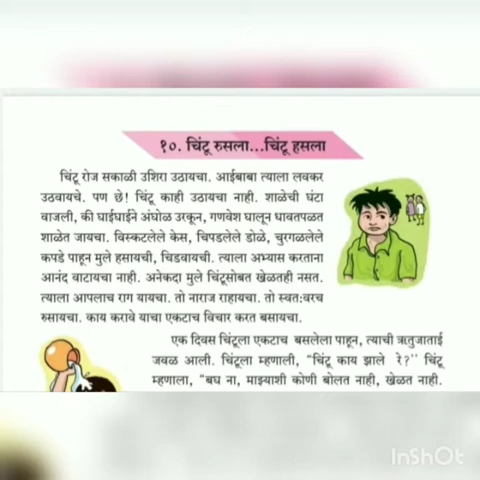 १०. चिंटू रुसला...चिंटू हसला
चिंटू रोज सकाळी उशिरा उठायचा. आईबाबा त्याला लवकर
उठवायचे. पण छे! चिंटू काही उठायचा नाही. शाळेची घंटा
वाजली, की घाईघाईने अंघोळ उरकून, गणवेश घालून धावतपळत
शाळेत जायचा. विस्कटलेले केस, चिपडलेले डोळे, चुरगळलेले
कपडे पाहून मुले हसायची, चिडवायची. त्याला अभ्यास करताना
आनंद वाटायचा नाही. अनेकदा मुले चिंटूसोबत खेळतही नसत.
त्याला आपलाच राग यायचा. तो नाराज राहायचा. तो स्वत:वरच
रुसायचा. काय करावे याचा एकटाच विचार करत बसायचा.
एक दिवस चिंटूला एकटाच बसलेला पाहून, त्याची ऋतुजाताई
जवळ आली. चिंटूला म्हणाली, “चिंटू काय झाले रे?” चिंटू
म्हणाला, “बघ ना, माझ्याशी कोणी बोलत नाही, खेळत नाही.
InShOt